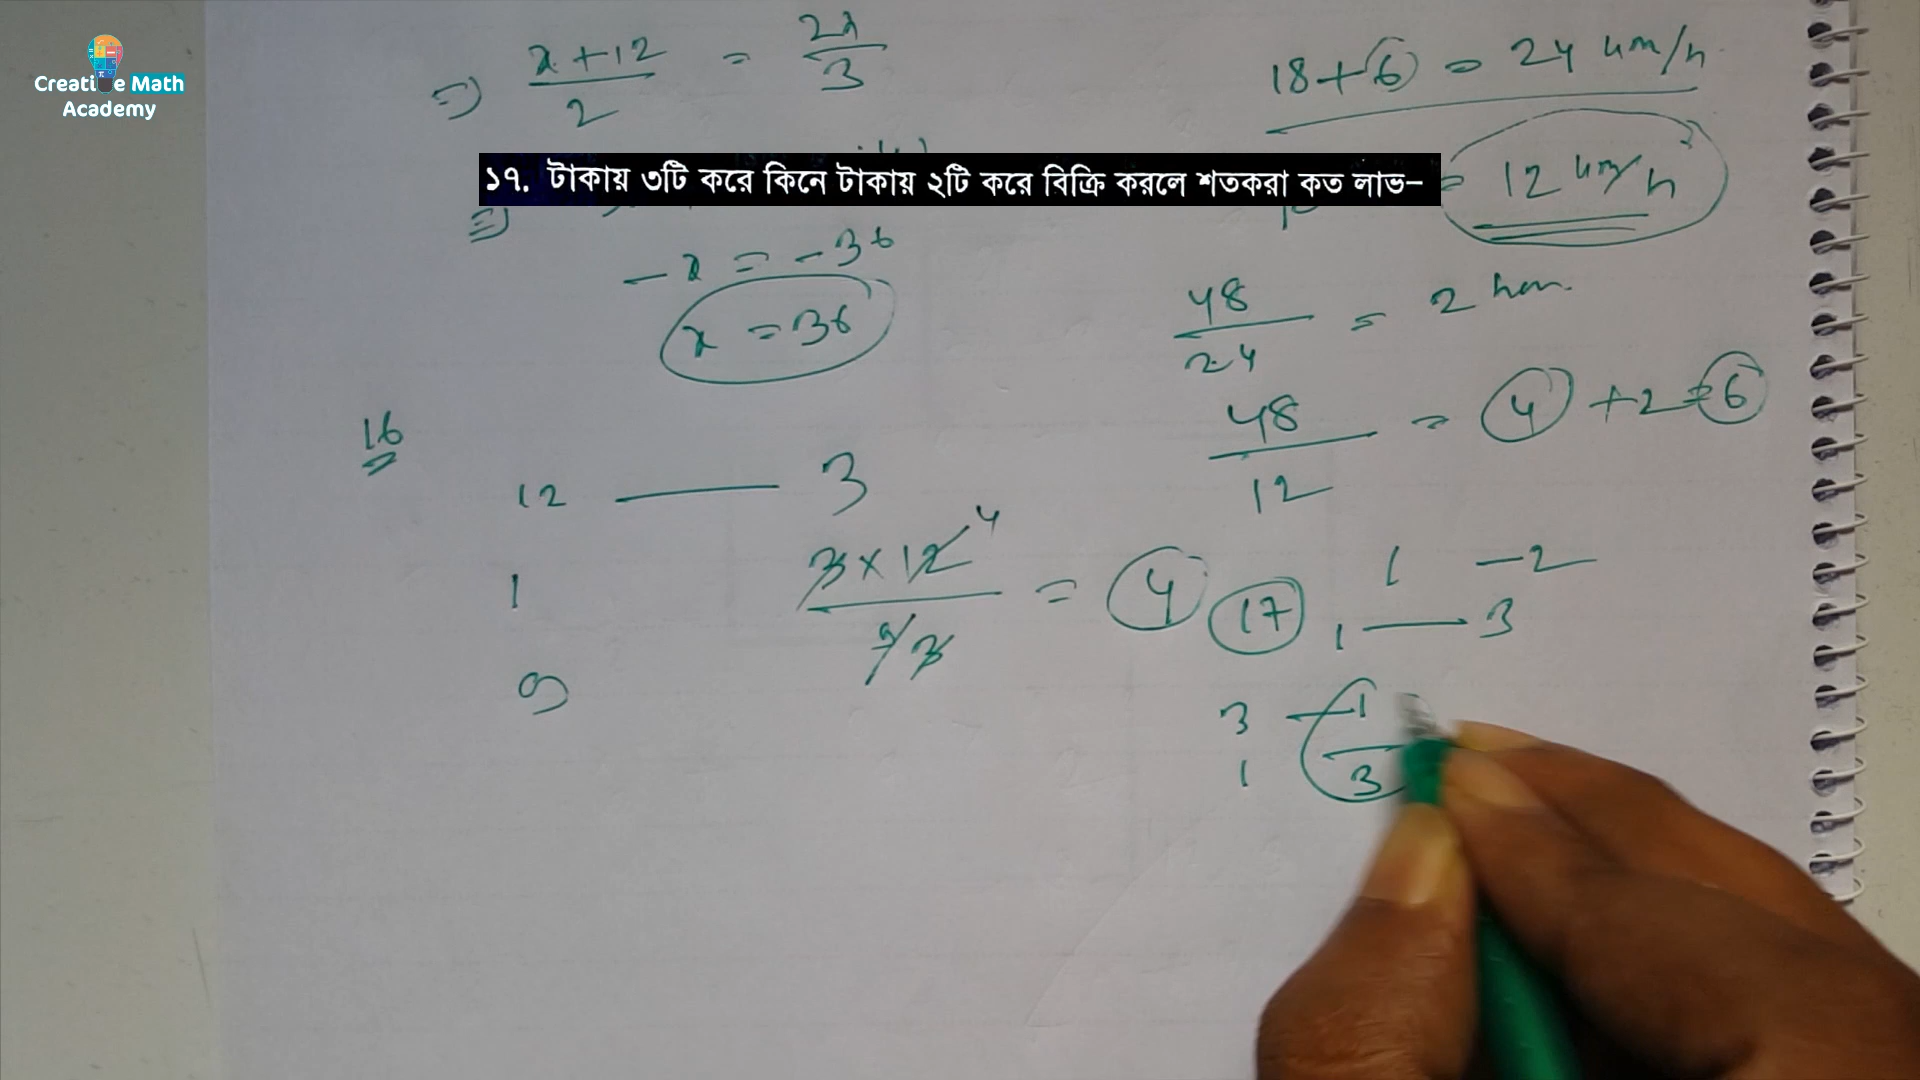 Creative Math
Academy
=> x+12/2 = 2x/3
18+6 = 24 km/h
১৭. টাকায় ৩টি করে কিনে টাকায় ২টি করে বিক্রি করলে শতকরা কত লাভ–
= 12 km/h
=>
-x = -36
x = 36
48/24 = 2 hour.
48/12 = 4 +2=6
16
12 — 3
1 3×12 4
9
= 4
17
1 — 2
1 — 3
3 — 1
1 3